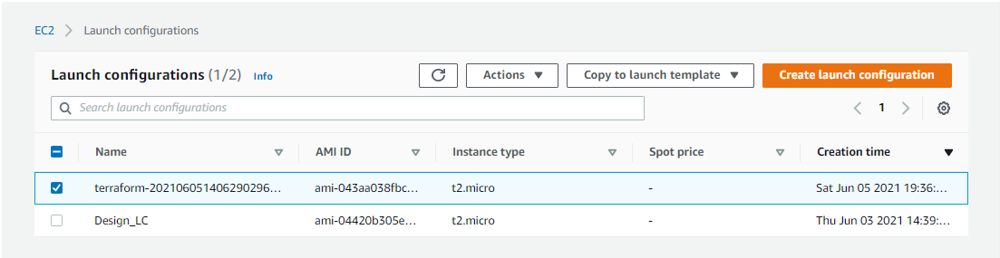 EC2 > Launch configurations
Launch configurations (1/2) Info Actions Copy to launch template Create launch configuration
Search launch configurations 1
Name AMI ID Instance type Spot price Creation time
terraform-202106051406290296... ami-043aa038fbc... t2.micro - Sat Jun 05 2021 19:36:...
Design_LC ami-04420b305e... t2.micro - Thu Jun 03 2021 14:39:...